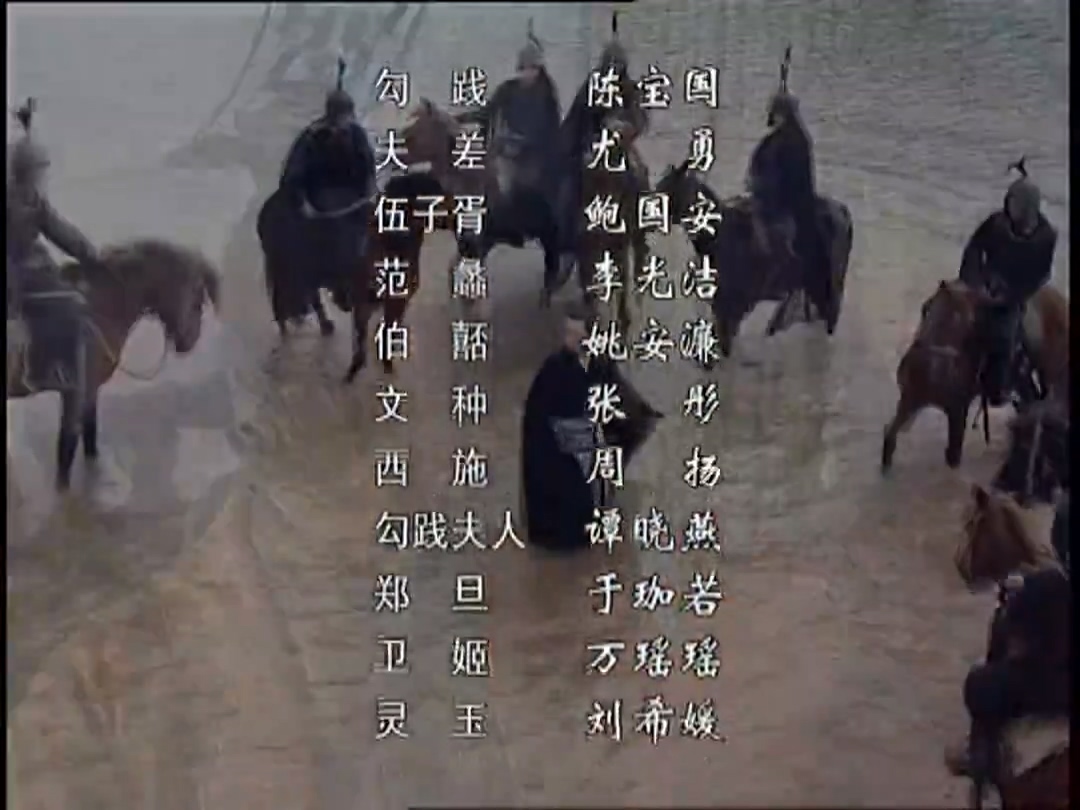 勾践 陈宝国
夫差 尤勇
伍子胥 鲍国安
范蠡 李光洁
伯嚭 姚安濂
文种 张彤
西施 周扬
勾践夫人 谭晓燕
郑旦 于珈若
卫姬 万瑶瑶
灵玉 刘希媛